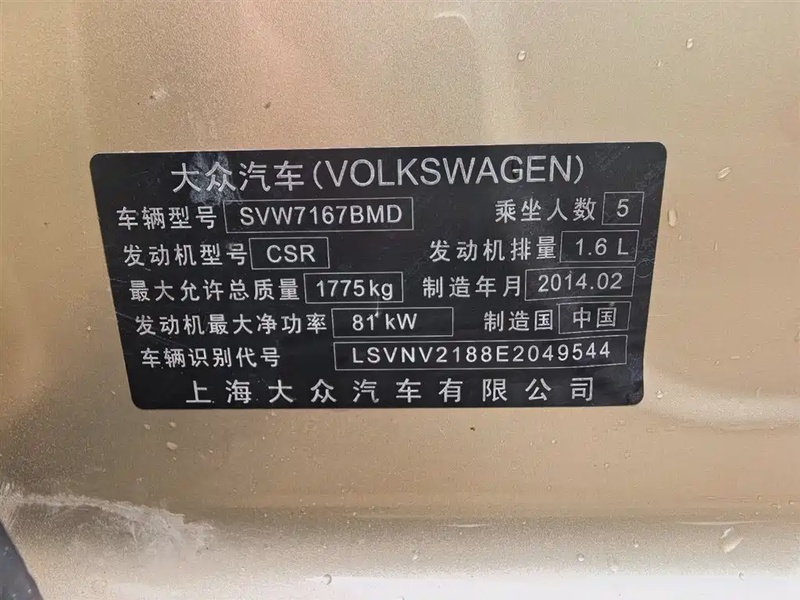 大众汽车(VOLKSWAGEN)
车辆型号 SVW7167BMD 乘坐人数 5
发动机型号 CSR 发动机排量 1.6 L
最大允许总质量 1775kg 制造年月 2014.02
发动机最大净功率 81kW 制造国 中国
车辆识别代号 LSVNV2188E2049544
上海大众汽车有限公司